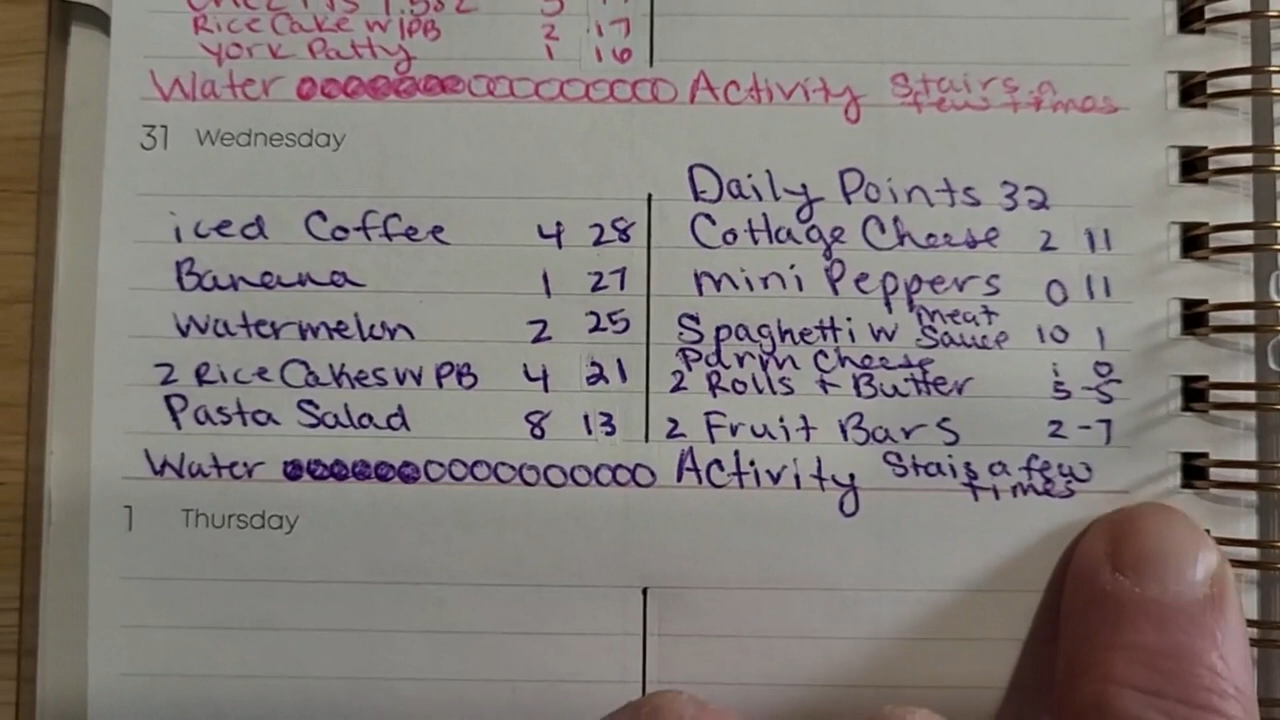 Rice Cake w PB 2 17
York Patty 1 16
Water Activity Stairs a few times
31 Wednesday
Daily Points 32
iced Coffee 4 28
Banana 1 27
Watermelon 2 25
2 Rice Cakes w PB 4 21
Pasta Salad 8 13
Cottage Cheese 2 11
mini Peppers 0 11
Spaghetti w meat Sauce 10 1
Parm Cheese 1 0
2 Rolls + Butter 5 -5
2 Fruit Bars 2 -7
Water Activity Stais a few times
1 Thursday